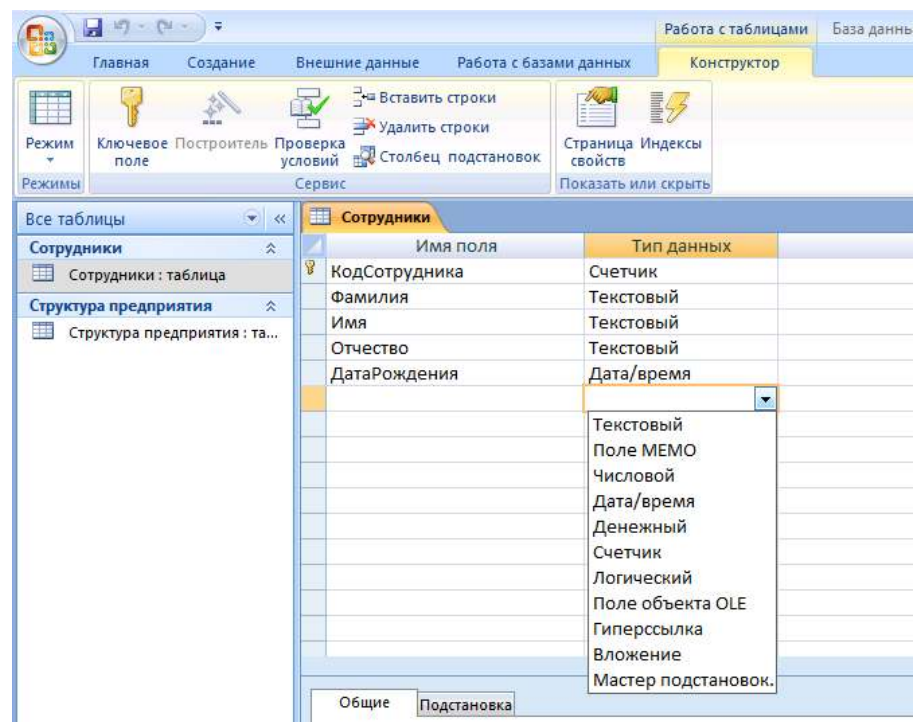 Работа с таблицами База данны
Главная Создание Внешние данные Работа с базами данных Конструктор
Режим
Ключевое поле
Построитель
Проверка условий
Вставить строки
Удалить строки
Столбец подстановок
Страница свойств
Индексы
Режимы Сервис Показать или скрыть
Все таблицы
Сотрудники
Сотрудники : таблица
Структура предприятия
Структура предприятия : та...
Сотрудники
Имя поля Тип данных
КодСотрудника Счетчик
Фамилия Текстовый
Имя Текстовый
Отчество Текстовый
ДатаРождения Дата/время
Текстовый
Поле МЕМО
Числовой
Дата/время
Денежный
Счетчик
Логический
Поле объекта OLE
Гиперссылка
Вложение
Мастер подстановок.
Общие Подстановка